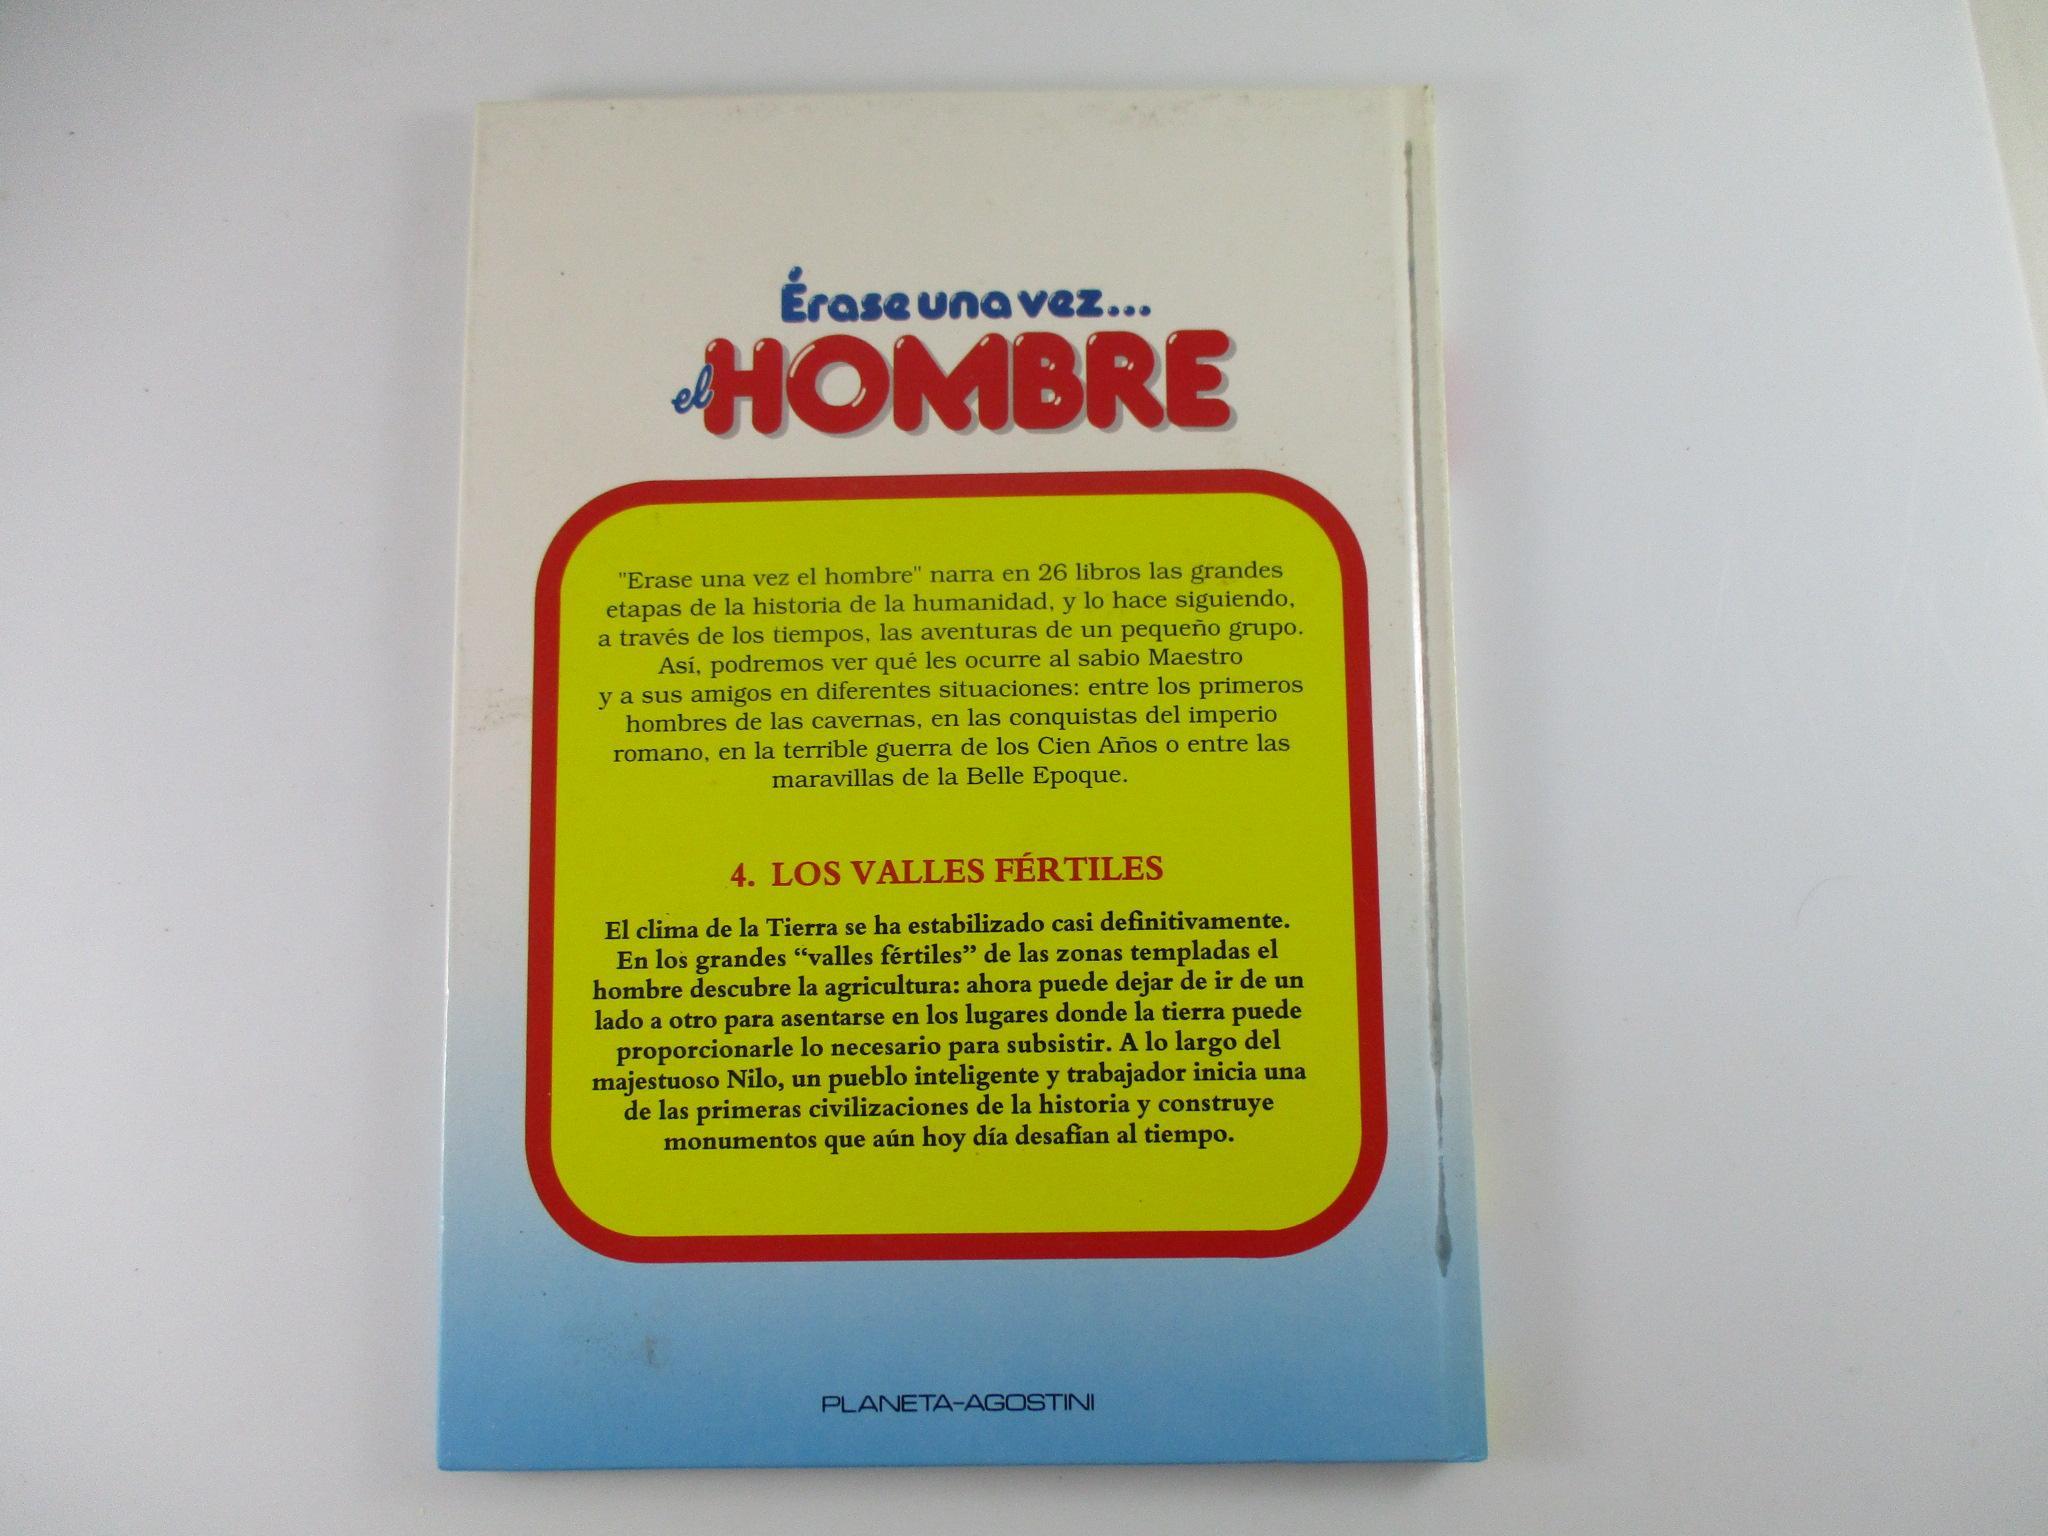 Érase una vez...
el HOMBRE
"Erase una vez el hombre" narra en 26 libros las grandes
etapas de la historia de la humanidad, y lo hace siguiendo,
a través de los tiempos, las aventuras de un pequeño grupo.
Así, podremos ver qué les ocurre al sabio Maestro
y a sus amigos en diferentes situaciones: entre los primeros
hombres de las cavernas, en las conquistas del imperio
romano, en la terrible guerra de los Cien Años o entre las
maravillas de la Belle Epoque.
4. LOS VALLES FÉRTILES
El clima de la Tierra se ha estabilizado casi definitivamente.
En los grandes “valles fértiles” de las zonas templadas el
hombre descubre la agricultura: ahora puede dejar de ir de un
lado a otro para asentarse en los lugares donde la tierra puede
proporcionarle lo necesario para subsistir. A lo largo del
majestuoso Nilo, un pueblo inteligente y trabajador inicia una
de las primeras civilizaciones de la historia y construye
monumentos que aún hoy día desafían al tiempo.
PLANETA-AGOSTINI